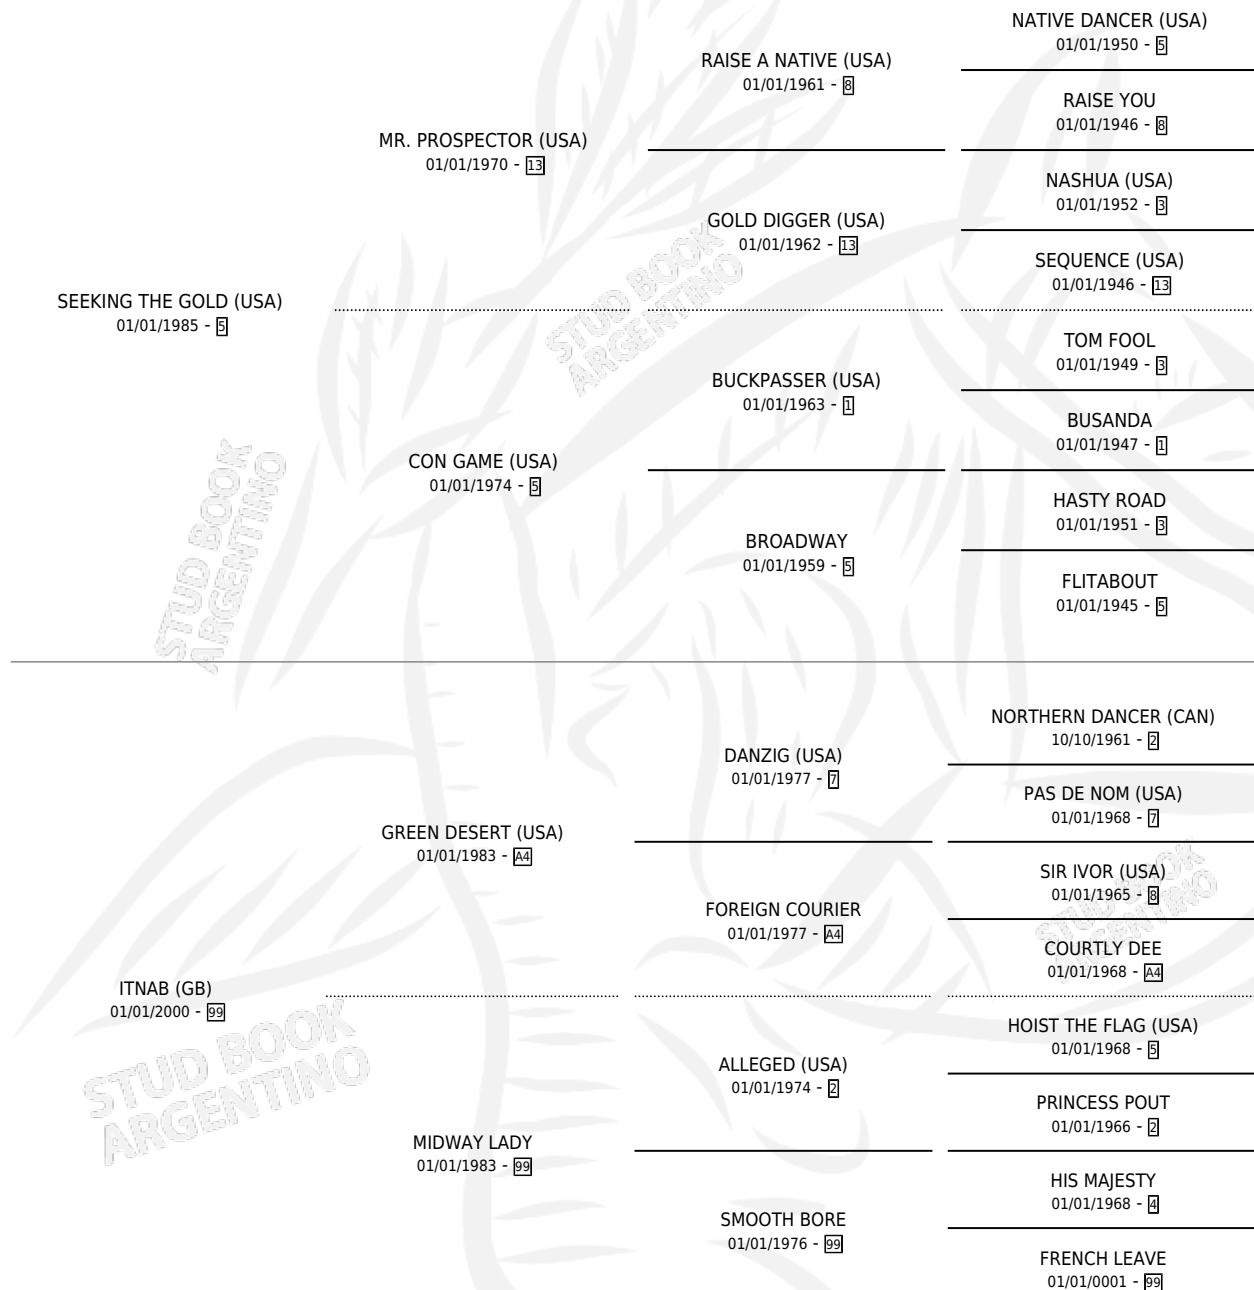 NATIVE DANCER (USA)
01/01/1950 - 5
RAISE A NATIVE (USA)
01/01/1961 - 8
RAISE YOU
01/01/1946 - 8
MR. PROSPECTOR (USA)
01/01/1970 - 13
NASHUA (USA)
01/01/1952 - 3
GOLD DIGGER (USA)
01/01/1962 - 13
SEQUENCE (USA)
01/01/1946 - 13
SEEKING THE GOLD (USA)
01/01/1985 - 5
STUD BOOK
ARGENTINO
TOM FOOL
01/01/1949 - 3
BUCKPASSER (USA)
01/01/1963 - 1
BUSANDA
01/01/1947 - 1
CON GAME (USA)
01/01/1974 - 5
HASTY ROAD
01/01/1951 - 3
BROADWAY
01/01/1959 - 5
FLITABOUT
01/01/1945 - 5
STUD BOOK
ARGENTINO
NORTHERN DANCER (CAN)
10/10/1961 - 2
DANZIG (USA)
01/01/1977 - 7
PAS DE NOM (USA)
01/01/1968 - 7
GREEN DESERT (USA)
01/01/1983 - A4
SIR IVOR (USA)
01/01/1965 - 8
FOREIGN COURIER
01/01/1977 - A4
COURTLY DEE
01/01/1968 - A4
STUD BOOK
ARGENTINO
ITNAB (GB)
01/01/2000 - 99
HOIST THE FLAG (USA)
01/01/1968 - 5
ALLEGED (USA)
01/01/1974 - 2
PRINCESS POUT
01/01/1966 - 2
STUD BOOK
ARGENTINO
MIDWAY LADY
01/01/1983 - 99
HIS MAJESTY
01/01/1968 - 4
SMOOTH BORE
01/01/1976 - 99
FRENCH LEAVE
01/01/0001 - 99